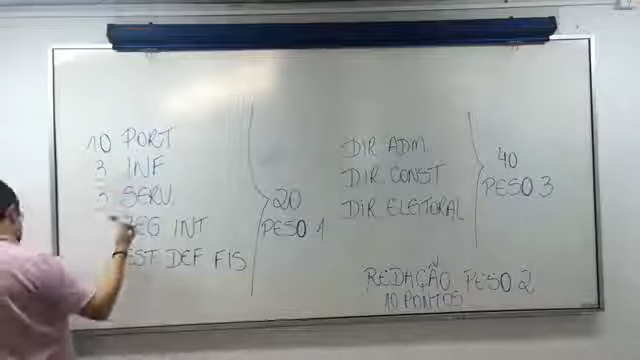 10 PORT
3 INF
5 SERV.
REG INT
EST DEF FIS
20
PESO 1
DIR ADM.
DIR. CONST
DIR ELEITORAL
40
PESO 3
REDAÇÃO PESO 2
10 PONTOS